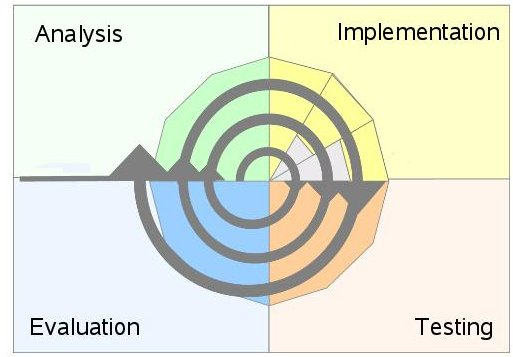 Analysis
Implementation
Evaluation
Testing